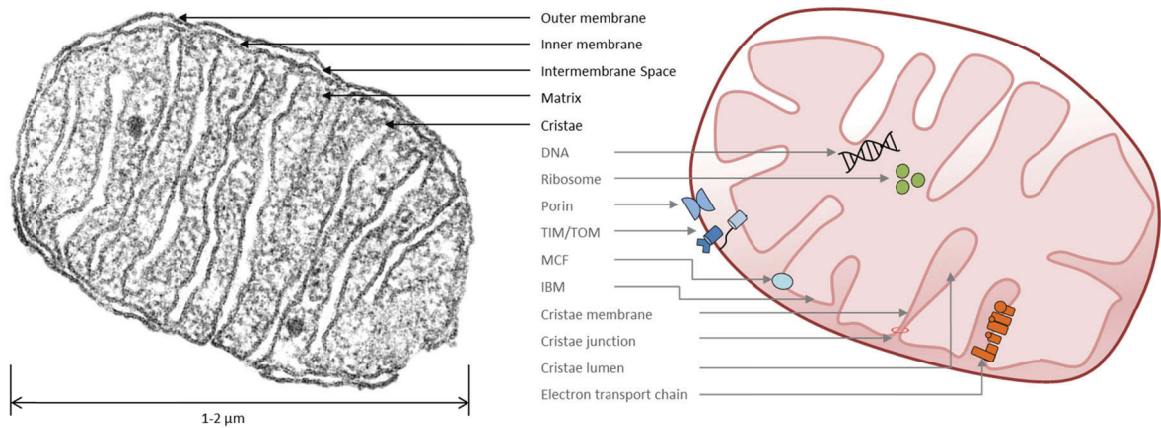 Outer membrane
Inner membrane
Intermembrane Space
Matrix
Cristae
DNA
Ribosome
Porin
TIM/TOM
MCF
IBM
Cristae membrane
Cristae junction
Cristae lumen
Electron transport chain
1-2 μm